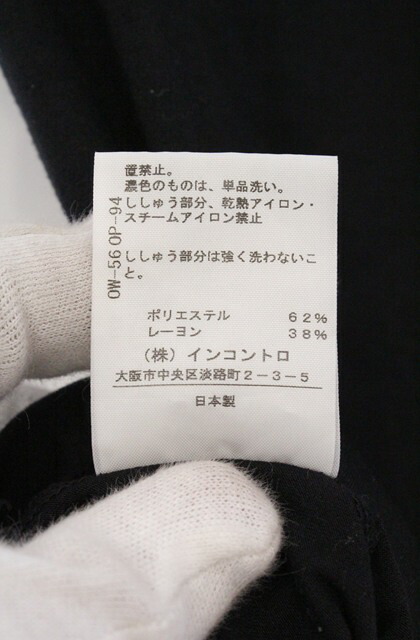 置禁止。
濃色のものは、単品洗い。
ししゅう部分、乾熱アイロン・
スチームアイロン禁止
ししゅう部分は強く洗わないこ
と。
OW-56OP-94
ポリエステル 62%
レーヨン 38%
(株)インコントロ
大阪市中央区淡路町2-3-5
日本製